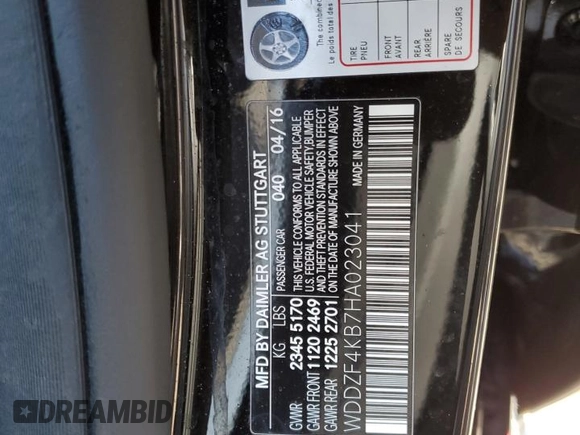 The combined
Le poids total des
TIRE
PNEU
FRONT
AVANT
REAR
ARRIÈRE
SPARE
DE SECOURS
MFD BY DAIMLER AG STUTTGART
PASSENGER CAR 040 04/16
KG LBS
GVWR 2345 5170
GAWR FRONT 1120 2469
GAWR REAR 1225 2701
THIS VEHICLE CONFORMS TO ALL APPLICABLE
U.S. FEDERAL MOTOR VEHICLE SAFETY, BUMPER
AND THEFT PREVENTION STANDARDS IN EFFECT
ON THE DATE OF MANUFACTURE SHOWN ABOVE
WDDZF4KB7HA023041
MADE IN GERMANY
DREAMBID